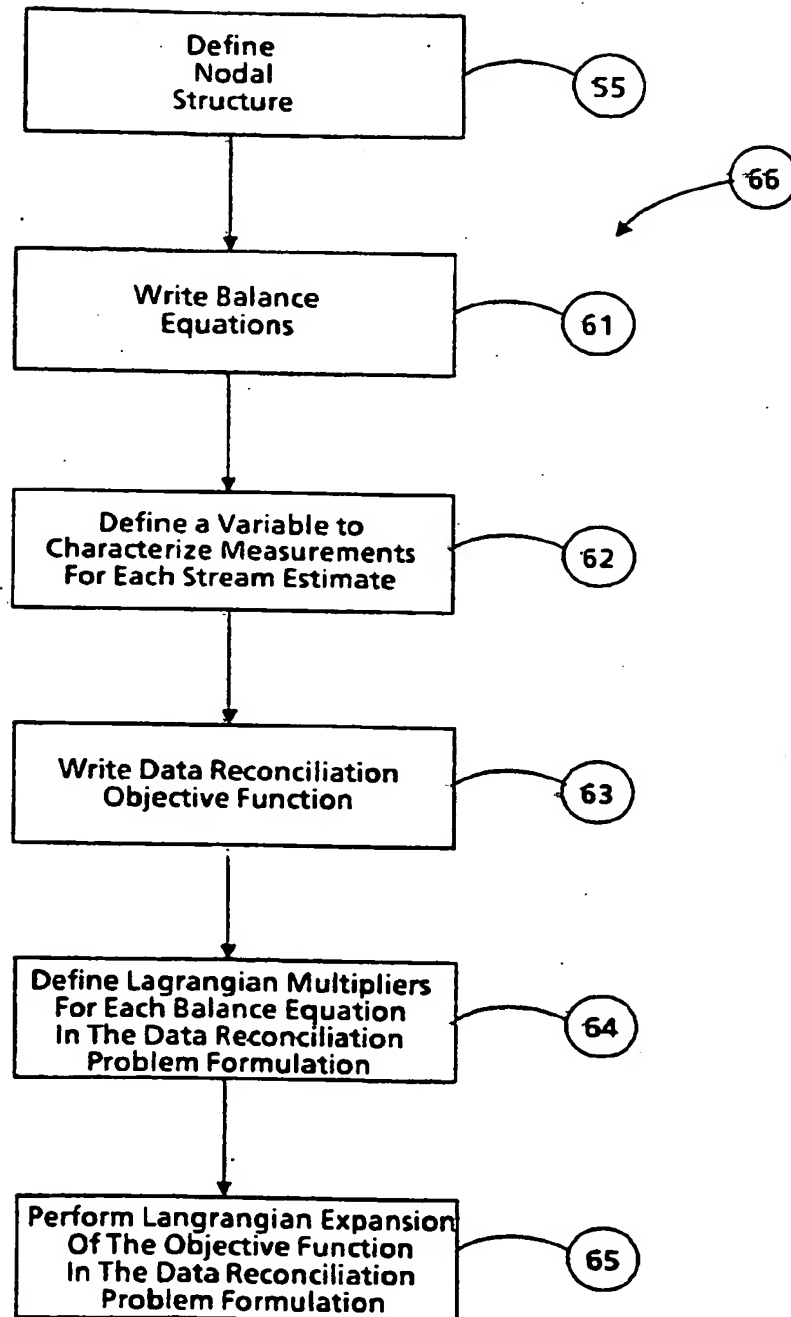 Define
Nodal
Structure
55
66
Write Balance
Equations
61
Define a Variable to
Characterize Measurements
For Each Stream Estimate
62
Write Data Reconciliation
Objective Function
63
Define Lagrangian Multipliers
For Each Balance Equation
In The Data Reconciliation
Problem Formulation
64
Perform Langrangian Expansion
Of The Objective Function
In The Data Reconciliation
Problem Formulation
65